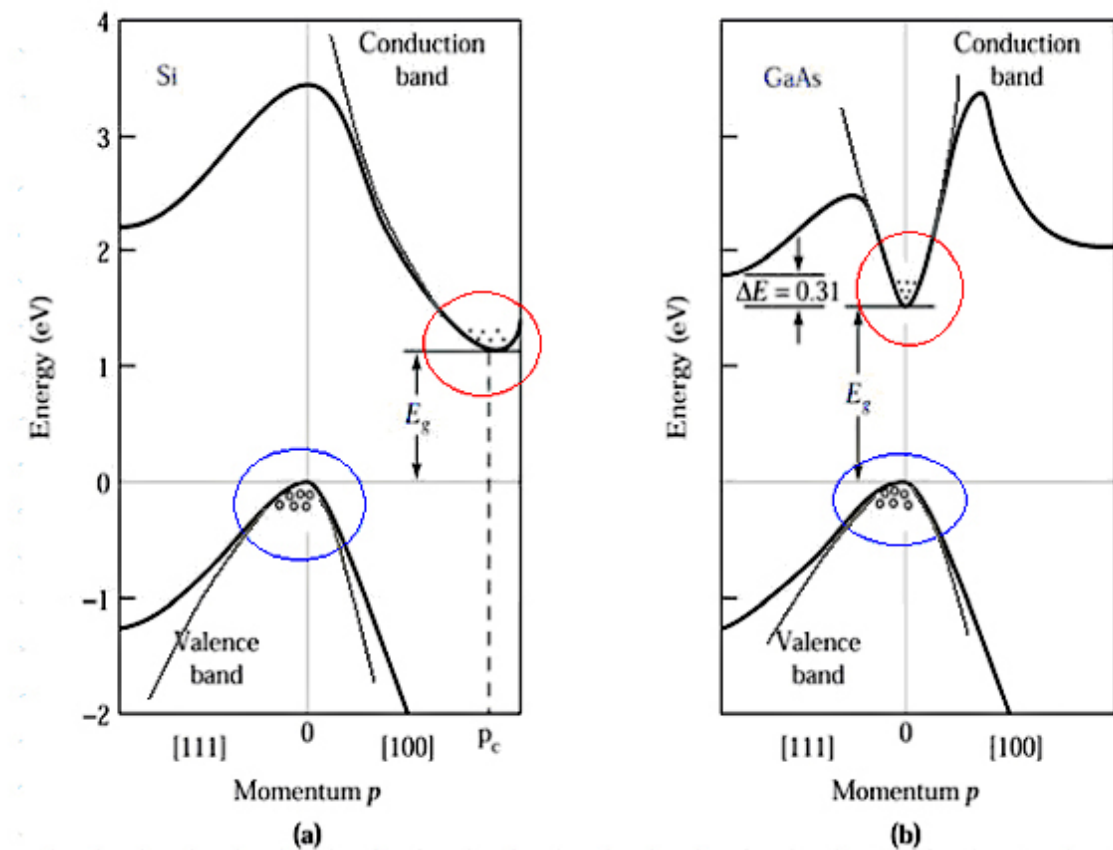 4
3
2
1
0
−1
−2
Energy (eV)
Si
Conduction
band
E_g
Valence
band
[111]
0
[100]
p_c
Momentum p
(a)
Energy (eV)
GaAs
Conduction
band
ΔE = 0.31
E_g
Valence
band
[111]
0
[100]
Momentum p
(b)